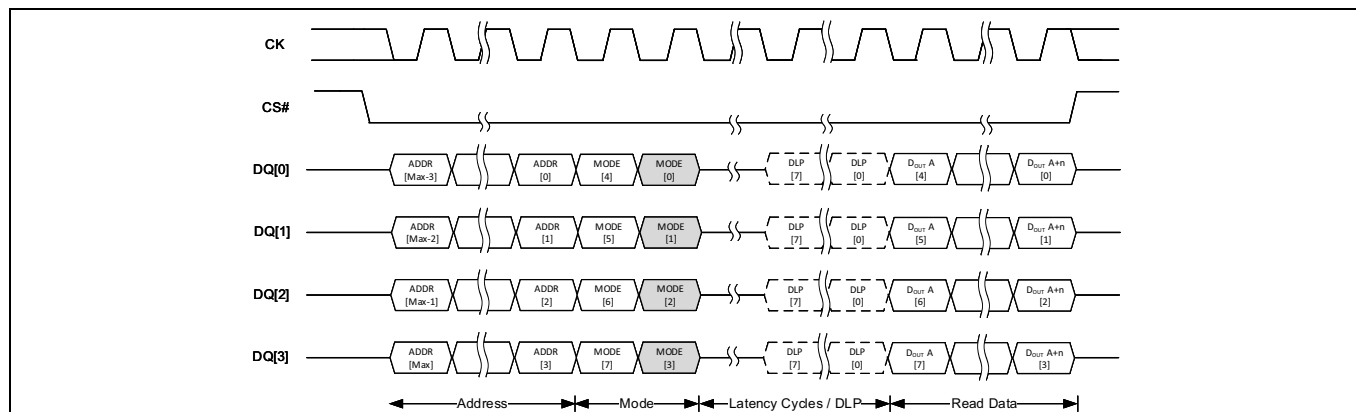 CK
CS#
DQ[0]
ADDR ADDR MODE MODE DLP DLP DOUT A DOUT A+n
[Max-3] [0] [4] [0] [7] [0] [4] [0]
DQ[1]
ADDR ADDR MODE MODE DLP DLP DOUT A DOUT A+n
[Max-2] [1] [5] [1] [7] [0] [5] [1]
DQ[2]
ADDR ADDR MODE MODE DLP DLP DOUT A DOUT A+n
[Max-1] [2] [6] [2] [7] [0] [6] [2]
DQ[3]
ADDR ADDR MODE MODE DLP DLP DOUT A DOUT A+n
[Max] [3] [7] [3] [7] [0] [7] [3]
Address Mode Latency Cycles / DLP Read Data